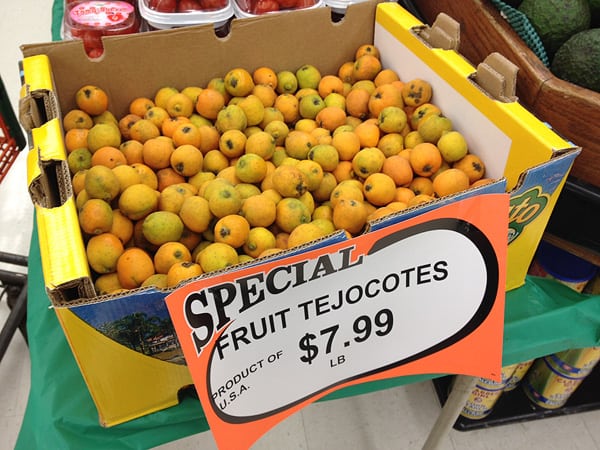 SPECIAL
FRUIT TEJOCOTES
PRODUCT OF
U.S.A.
$7.99
LB